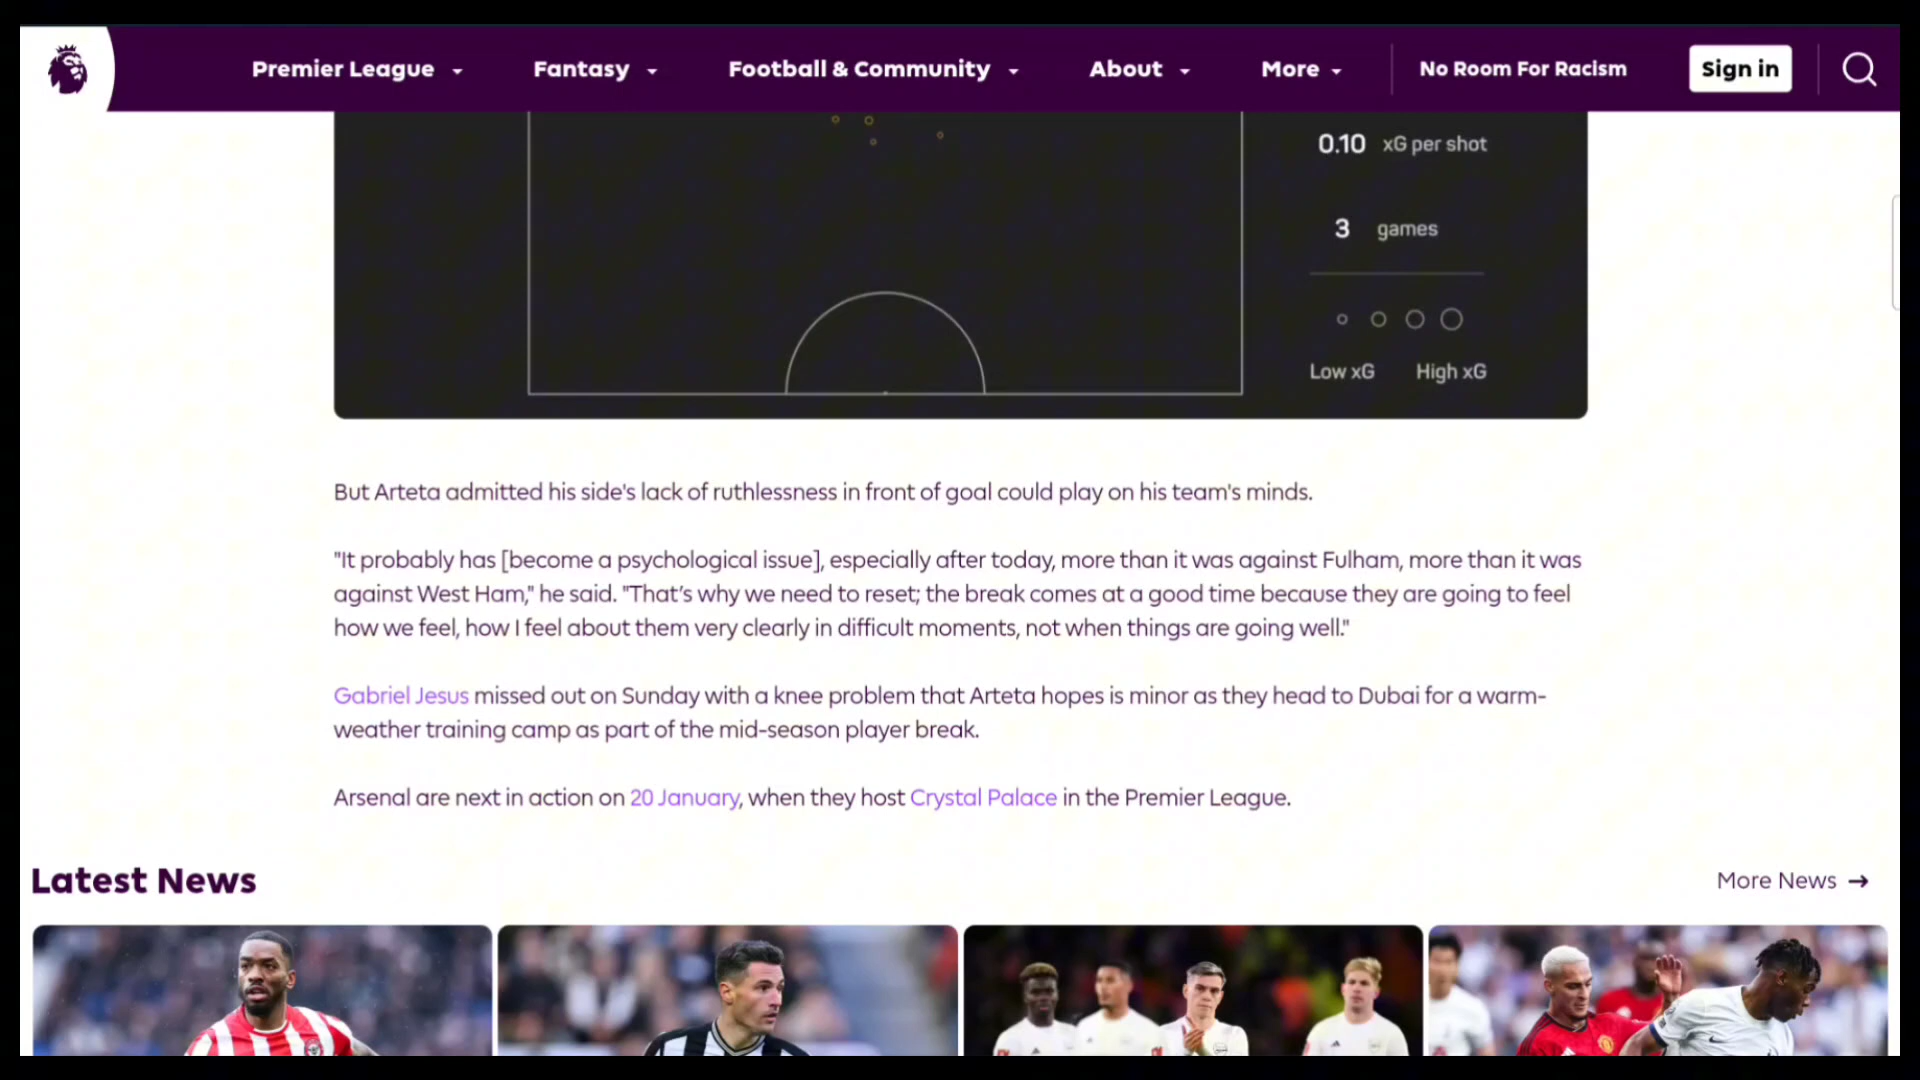 Premier League
Fantasy
Football & Community
About
More
No Room For Racism
Sign in
0.10 xG per shot
3 games
Low xG High xG
But Arteta admitted his side's lack of ruthlessness in front of goal could play on his team's minds.
"It probably has [become a psychological issue], especially after today, more than it was against Fulham, more than it was
against West Ham," he said. "That’s why we need to reset; the break comes at a good time because they are going to feel
how we feel, how I feel about them very clearly in difficult moments, not when things are going well."
Gabriel Jesus missed out on Sunday with a knee problem that Arteta hopes is minor as they head to Dubai for a warm-
weather training camp as part of the mid-season player break.
Arsenal are next in action on 20 January, when they host Crystal Palace in the Premier League.
Latest News
More News →